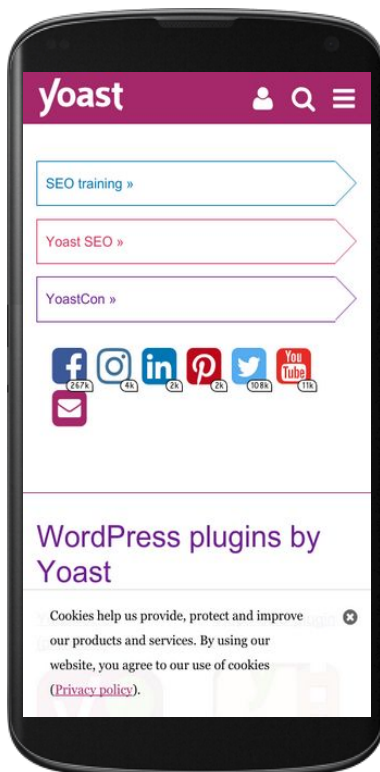 yoast
SEO training »
Yoast SEO »
YoastCon »
f
in
You
Tube
267k
4k
2k
2k
108k
11k
WordPress plugins by
Yoast
Cookies help us provide, protect and improve
our products and services. By using our
website, you agree to our use of cookies
(Privacy policy).